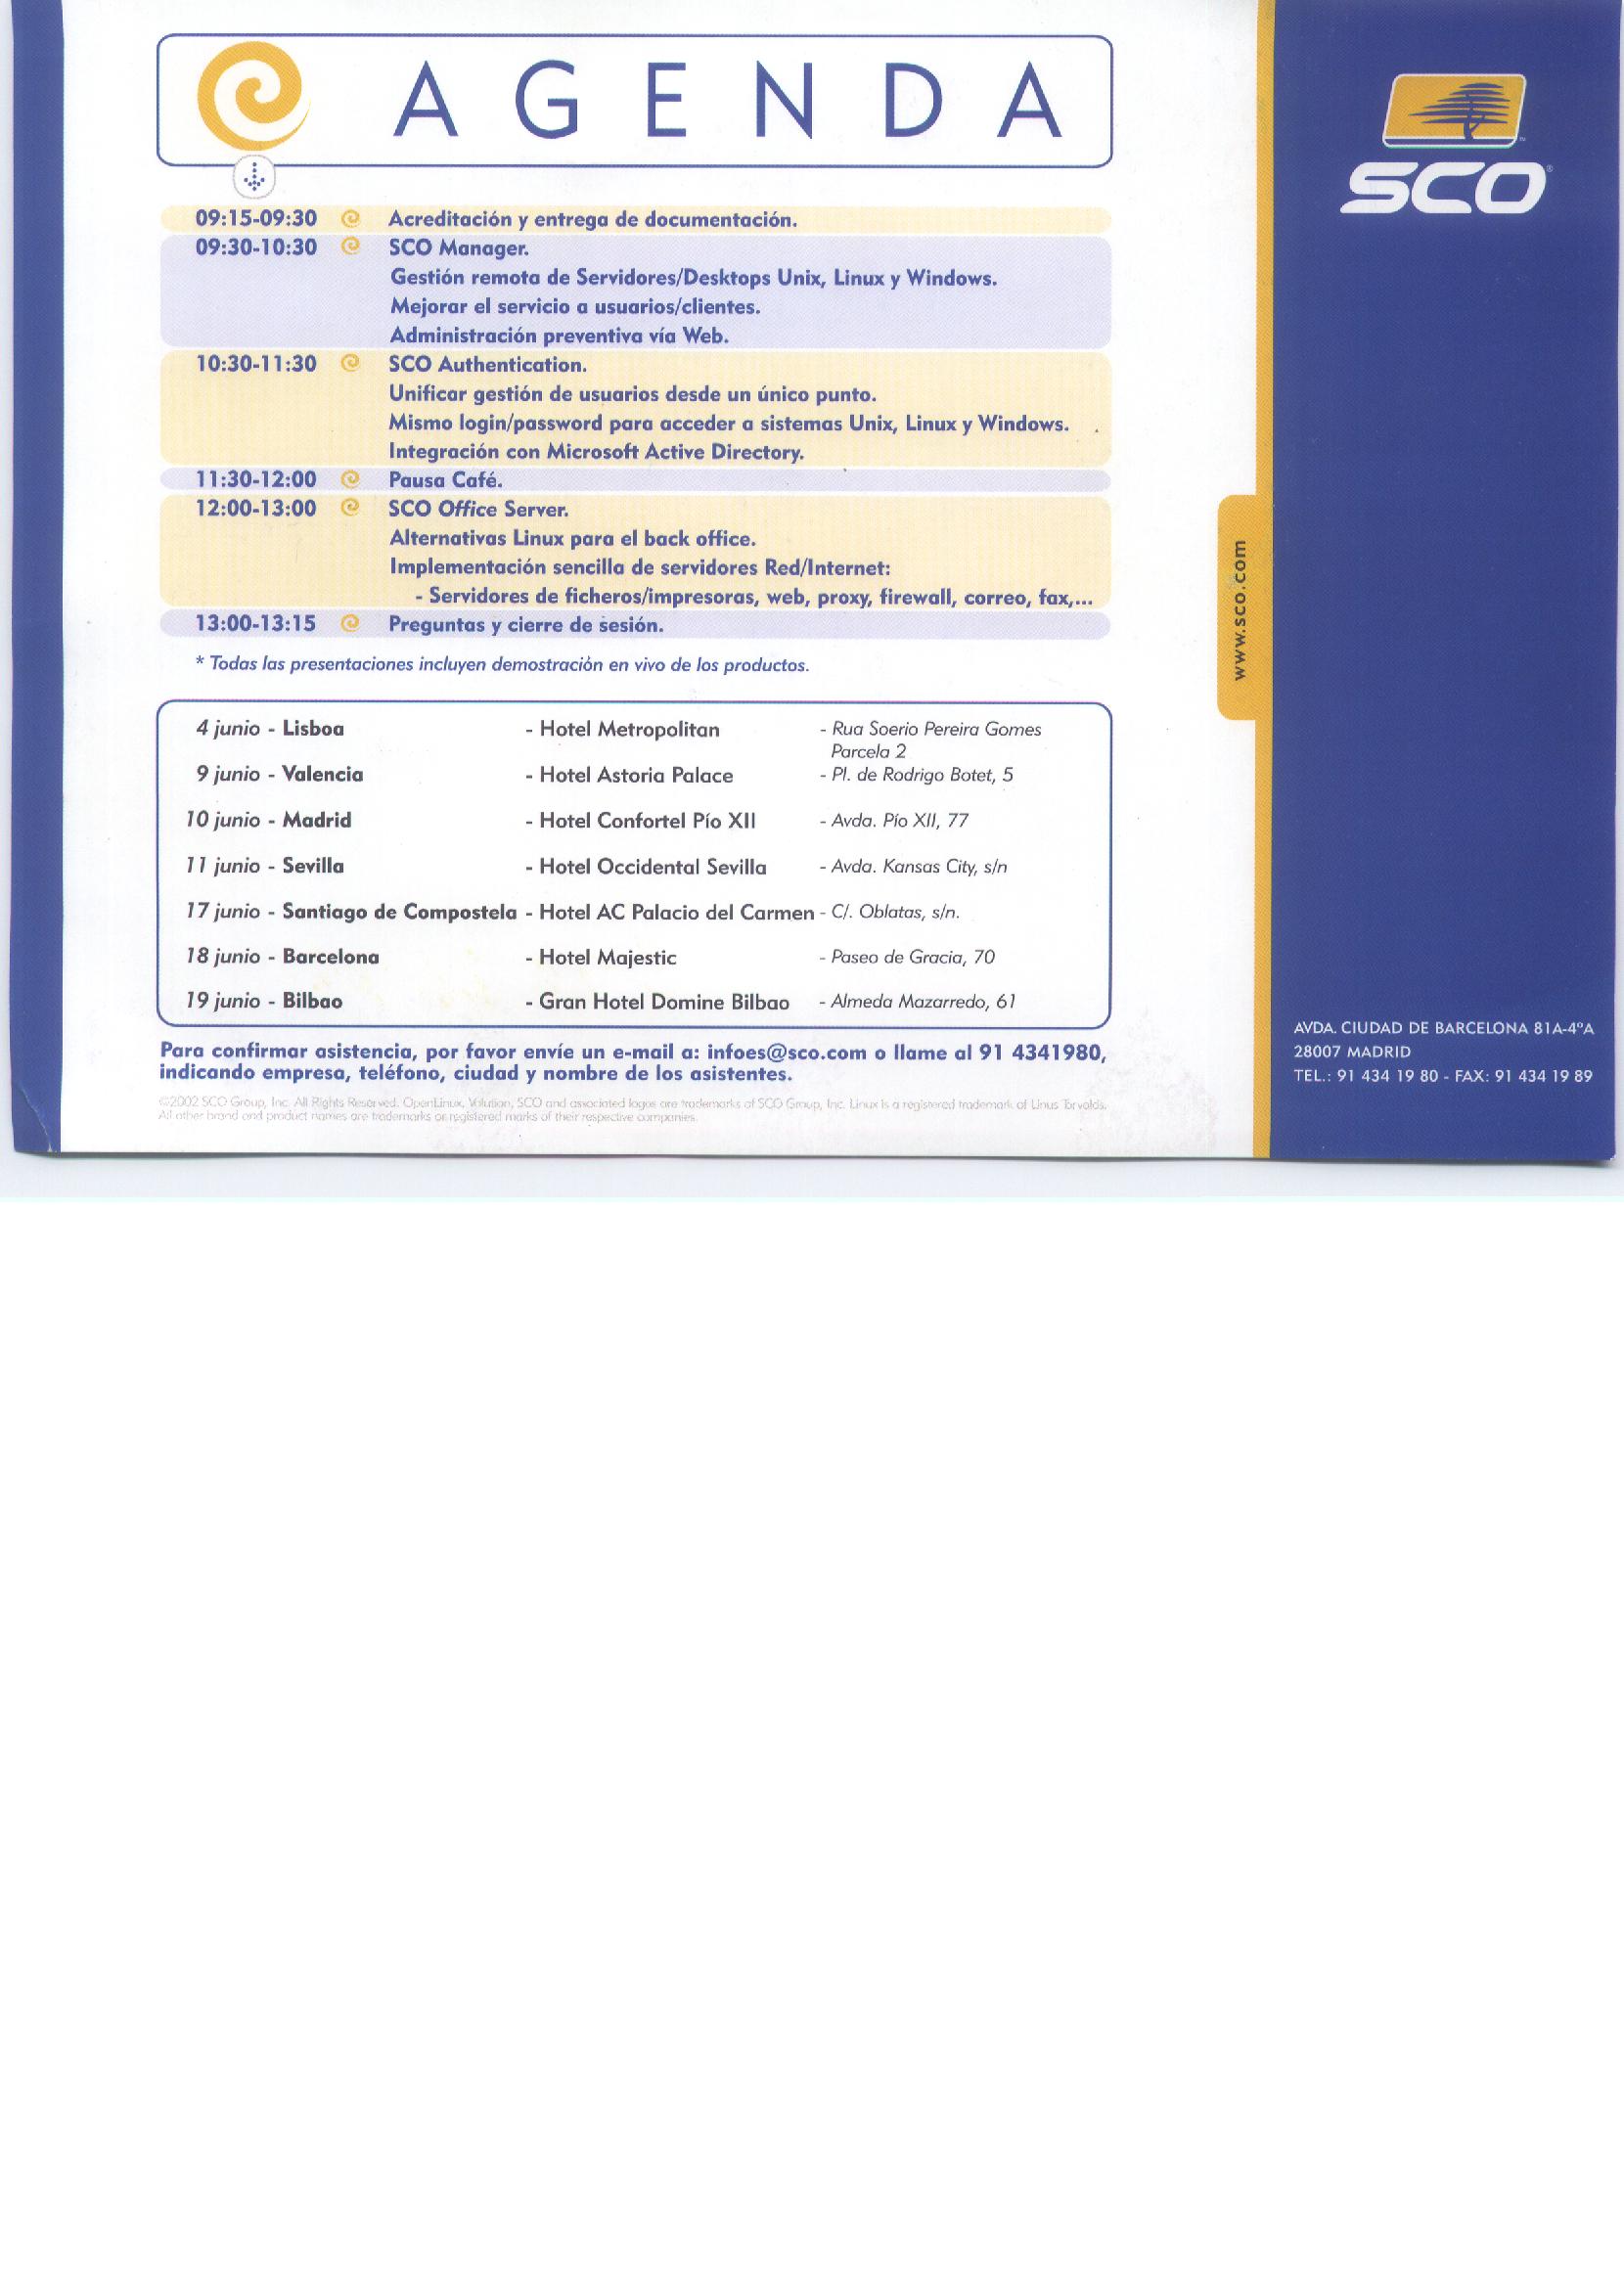 AGENDA
09:15-09:30 Acreditación y entrega de documentación.
09:30-10:30 SCO Manager.
Gestión remota de Servidores/Desktops Unix, Linux y Windows.
Mejorar el servicio a usuarios/clientes.
Administración preventiva vía Web.
10:30-11:30 SCO Authentication.
Unificar gestión de usuarios desde un único punto.
Mismo login/password para acceder a sistemas Unix, Linux y Windows.
Integración con Microsoft Active Directory.
11:30-12:00 Pausa Café.
12:00-13:00 SCO Office Server.
Alternativas Linux para el back office.
Implementación sencilla de servidores Red/Internet:
- Servidores de ficheros/impresoras, web, proxy, firewall, correo, fax,...
13:00-13:15 Preguntas y cierre de sesión.
* Todas las presentaciones incluyen demostración en vivo de los productos.
4 junio - Lisboa - Hotel Metropolitan - Rua Soerio Pereira Gomes
Parcela 2
9 junio - Valencia - Hotel Astoria Palace - Pl. de Rodrigo Botet, 5
10 junio - Madrid - Hotel Confortel Pío XII - Avda. Pío XII, 77
11 junio - Sevilla - Hotel Occidental Sevilla - Avda. Kansas City, s/n
17 junio - Santiago de Compostela - Hotel AC Palacio del Carmen - C/. Oblatas, s/n.
18 junio - Barcelona - Hotel Majestic - Paseo de Gracia, 70
19 junio - Bilbao - Gran Hotel Domine Bilbao - Almeda Mazarredo, 61
Para confirmar asistencia, por favor envíe un e-mail a: infoes@sco.com o llame al 91 4341980,
indicando empresa, teléfono, ciudad y nombre de los asistentes.
©2002 SCO Group, Inc. All Rights Reserved. OpenLinux, Volution, SCO and associated logos are trademarks of SCO Group, Inc. Linux is a registered trademark of Linus Torvalds.
All other brand and product names are trademarks or registered marks of their respective companies.
www.sco.com
SCO®
AVDA. CIUDAD DE BARCELONA 81A-4ºA
28007 MADRID
TEL.: 91 434 19 80 - FAX: 91 434 19 89